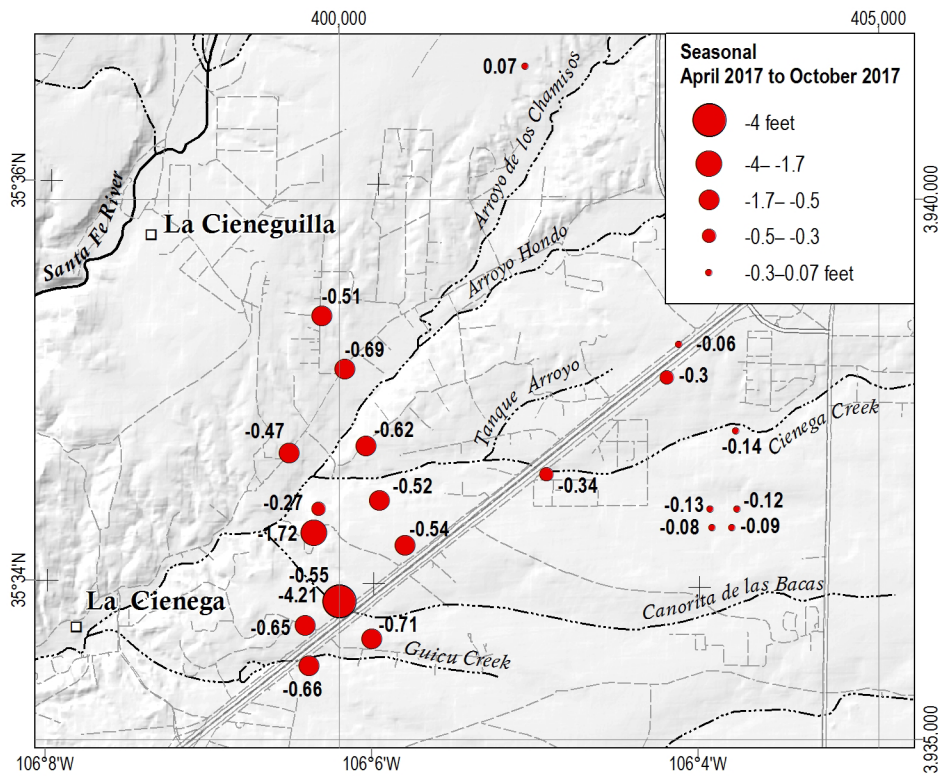 400,000
405,000
Seasonal
April 2017 to October 2017
-4 feet
-4– -1.7
-1.7– -0.5
-0.5– -0.3
-0.3–0.07 feet
0.07
Arroyo de los Chamisos
35°36'N
3,940,000
Santa Fe River
La Cieneguilla
Arroyo Hondo
-0.51
-0.69
-0.06
-0.3
Tanque Arroyo
-0.47
-0.62
-0.14
Cienega Creek
-0.34
-0.52
-0.27
-0.13
-0.12
-1.72
-0.54
-0.08
-0.09
35°34'N
-0.55
-4.21
La Cienega
Canorita de las Bacas
-0.65
-0.71
Guicu Creek
-0.66
3,935,000
106°8'W
106°6'W
106°4'W